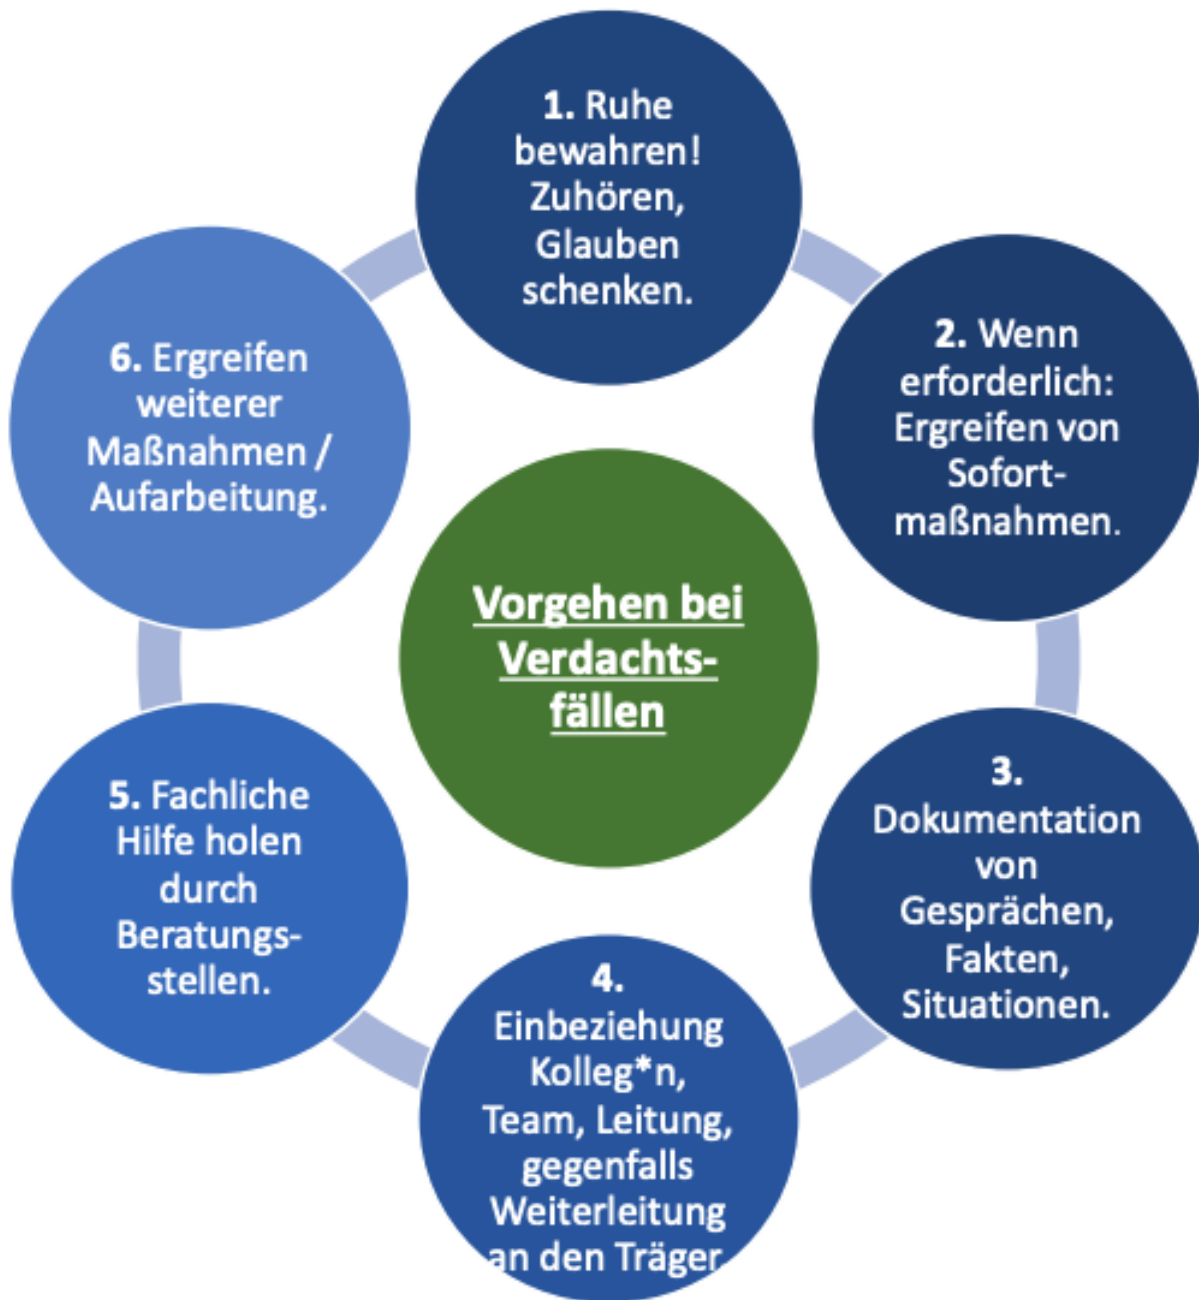 1. Ruhe
bewahren!
Zuhören,
Glauben
schenken.
2. Wenn
erforderlich:
Ergreifen von
Sofort-
maßnahmen.
3.
Dokumentation
von
Gesprächen,
Fakten,
Situationen.
4.
Einbeziehung
Kolleg*n,
Team, Leitung,
gegenfalls
Weiterleitung
an den Träger
5. Fachliche
Hilfe holen
durch
Beratungs-
stellen.
6. Ergreifen
weiterer
Maßnahmen /
Aufarbeitung.
Vorgehen bei
Verdachts-
fällen